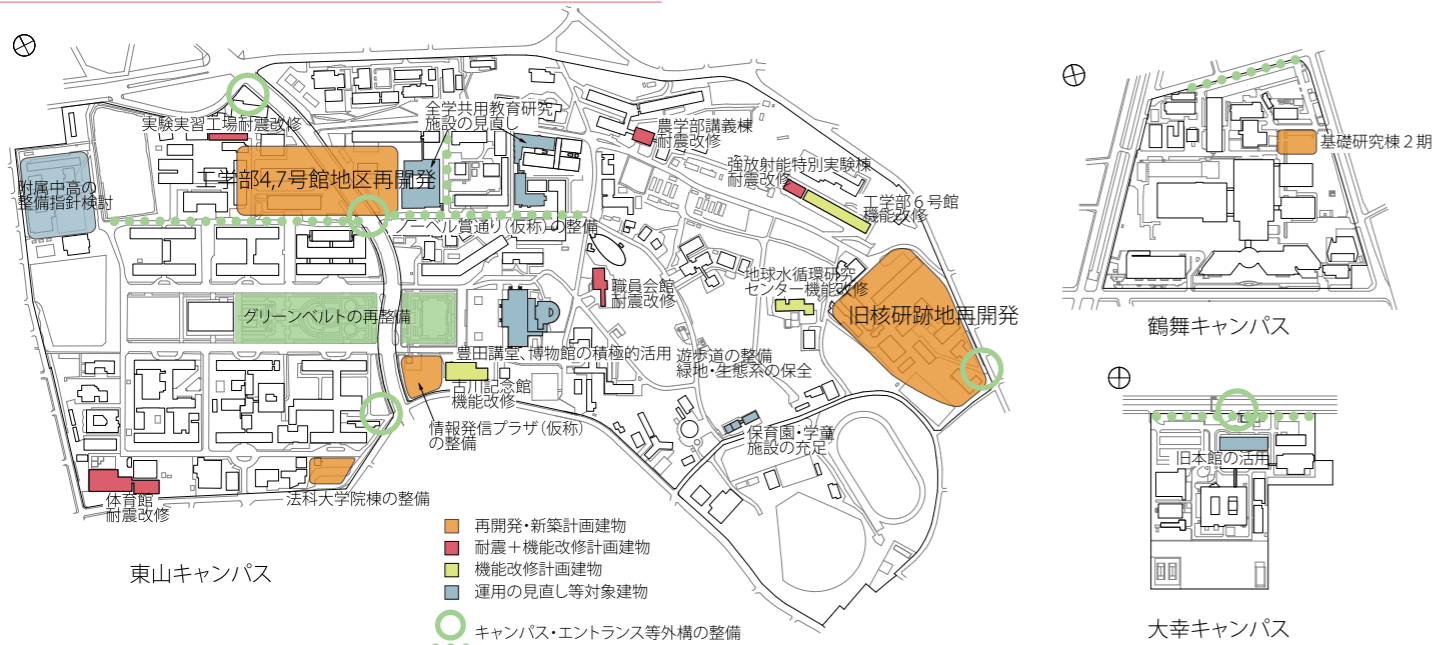 実験実習工場耐震改修
全学共用教育研究
施設の見直し
農学部講義棟
耐震改修
強放射能特別実験棟
耐震改修
工学部4,7号館地区再開発
附属中高の
整備指針検討
工学部６号館
機能改修
ノーベル賞通り(仮称)の整備
職員会館
耐震改修
地球水循環研究
センター機能改修
旧核研跡地再開発
グリーンベルトの再整備
豊田講堂、博物館の積極的活用
遊歩道の整備
緑地・生態系の保全
古川記念館
機能改修
情報発信プラザ(仮称)
の整備
保育園・学童
施設の充足
法科大学院棟の整備
体育館
耐震改修
東山キャンパス
再開発・新築計画建物
耐震＋機能改修計画建物
機能改修計画建物
運用の見直し等対象建物
キャンパス・エントランス等外構の整備
基礎研究棟２期
鶴舞キャンパス
旧本館の活用
大幸キャンパス